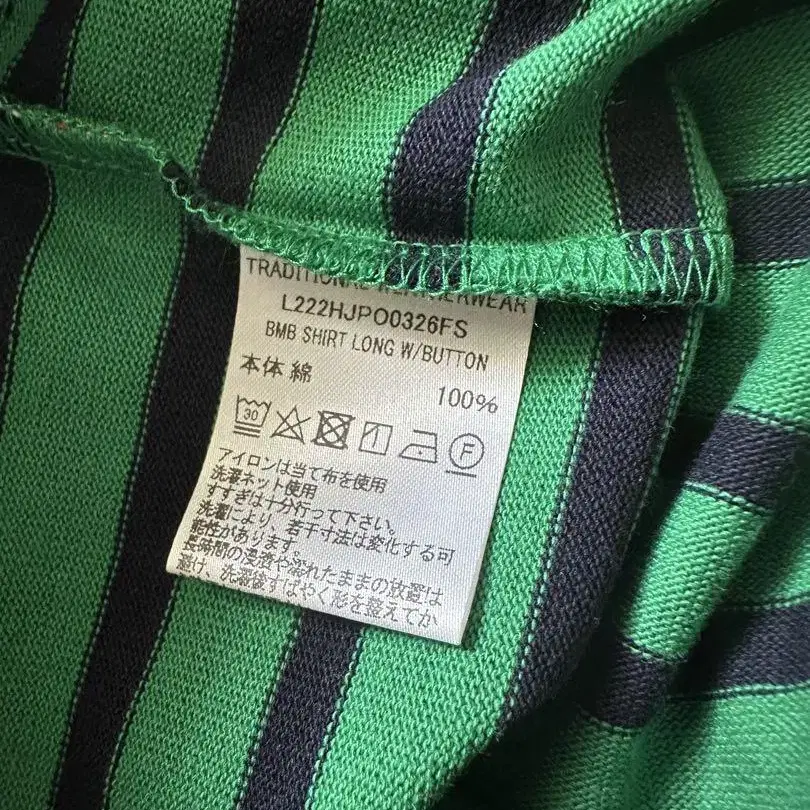 TRADITIONAL WEATHERWEAR
L222HJPO0326FS
BMB SHIRT LONG W/BUTTON
本体 綿
100%
30
F
アイロンは当て布を使用
洗濯ネット使用
すすぎは十分行って下さい。
洗濯により、若干寸法は変化する可
能性があります。
長時間の浸漬や濡れたままの放置は
避け、洗濯後すばやく形を整えてか